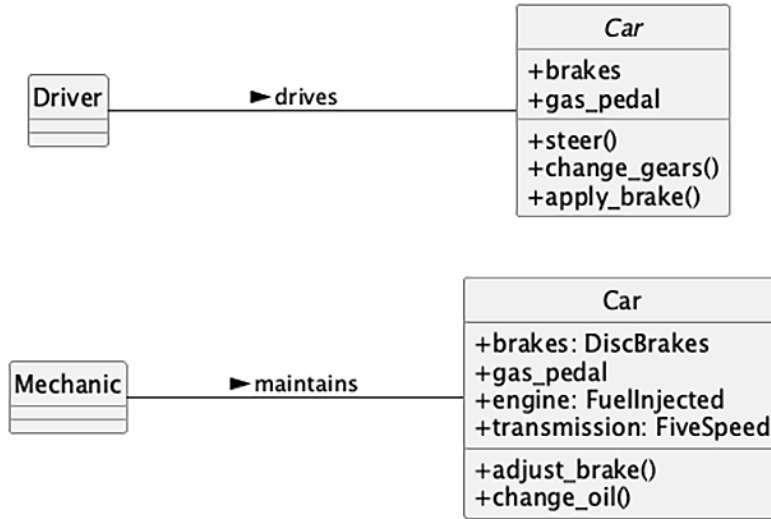 Car
+brakes
+gas_pedal
Driver
► drives
+steer()
+change_gears()
+apply_brake()
Car
+brakes: DiscBrakes
+gas_pedal
+engine: FuelInjected
+transmission: FiveSpeed
Mechanic
► maintains
+adjust_brake()
+change_oil()